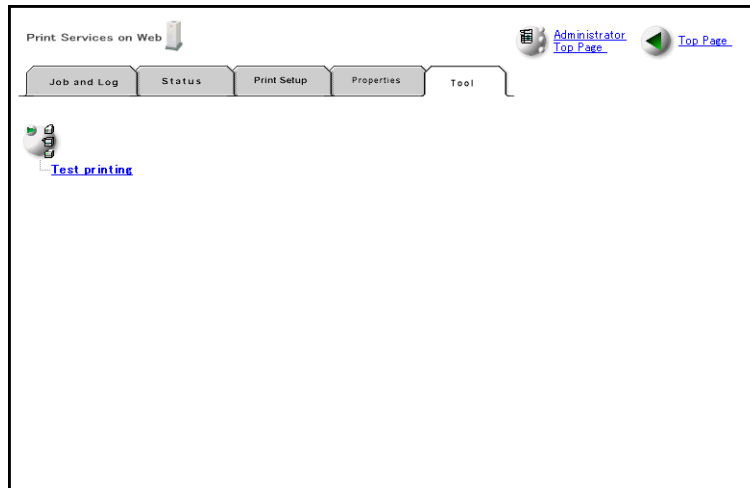 Print Services on Web
Administrator
Top Page
Top Page
Job and Log
Status
Print Setup
Properties
Tool
Test printing